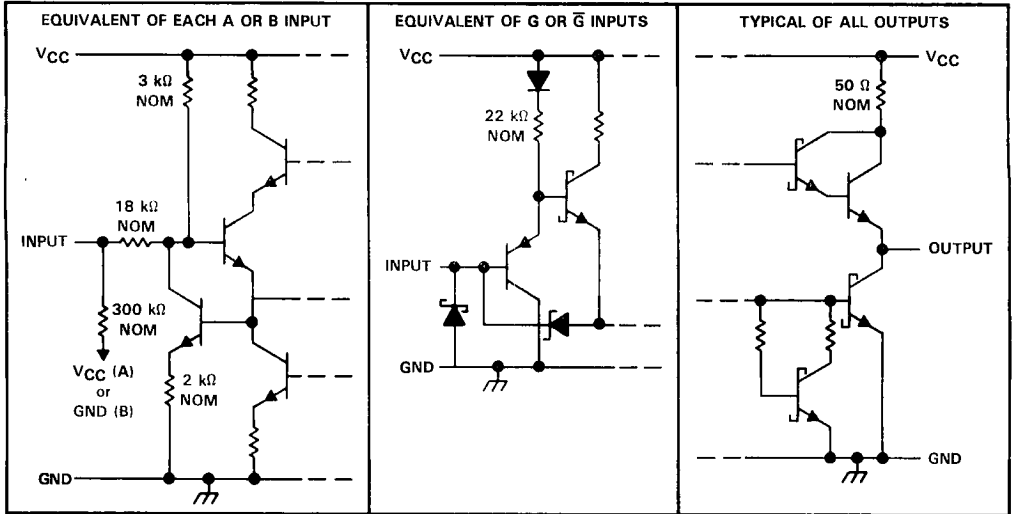 EQUIVALENT OF EACH A OR B INPUT
VCC
3 kΩ
NOM
18 kΩ
NOM
INPUT
300 kΩ
NOM
VCC (A)
or
GND (B)
2 kΩ
NOM
GND
EQUIVALENT OF G OR G̅ INPUTS
VCC
22 kΩ
NOM
INPUT
GND
TYPICAL OF ALL OUTPUTS
VCC
50 Ω
NOM
OUTPUT
GND